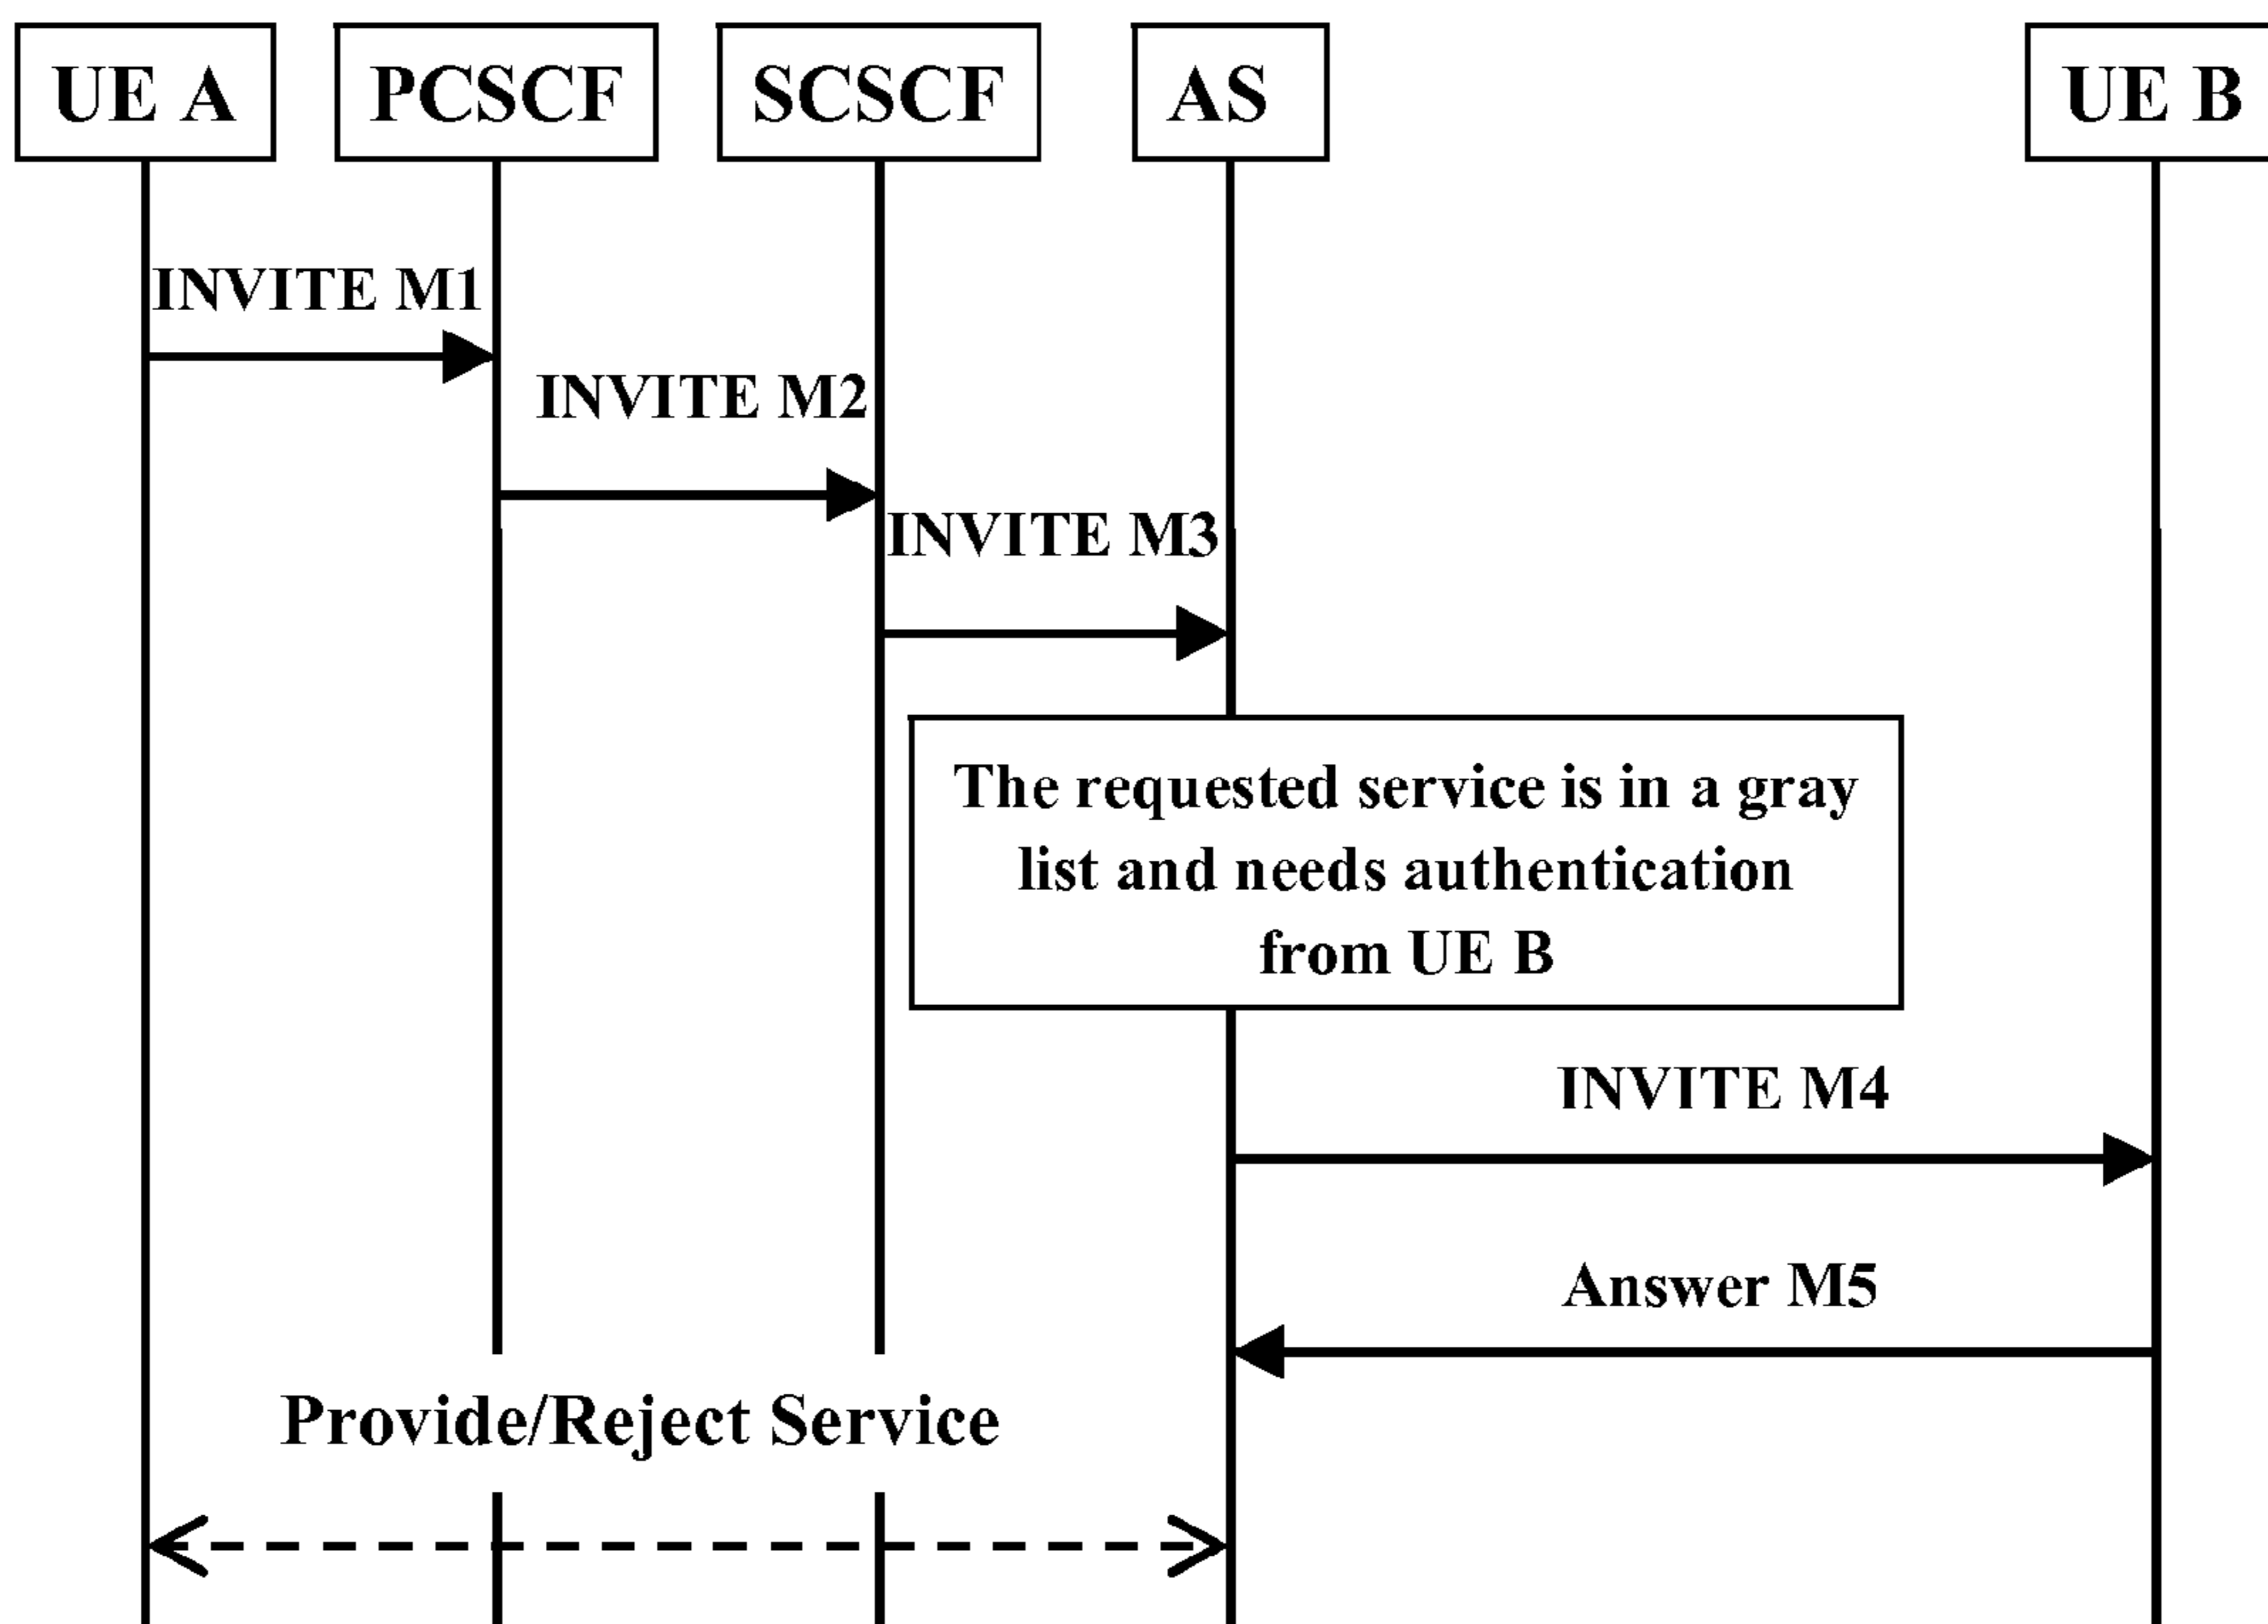 UE A
PCSCF
SCSCF
AS
UE B
INVITE M1
INVITE M2
INVITE M3
The requested service is in a gray
list and needs authentication
from UE B
INVITE M4
Answer M5
Provide/Reject Service